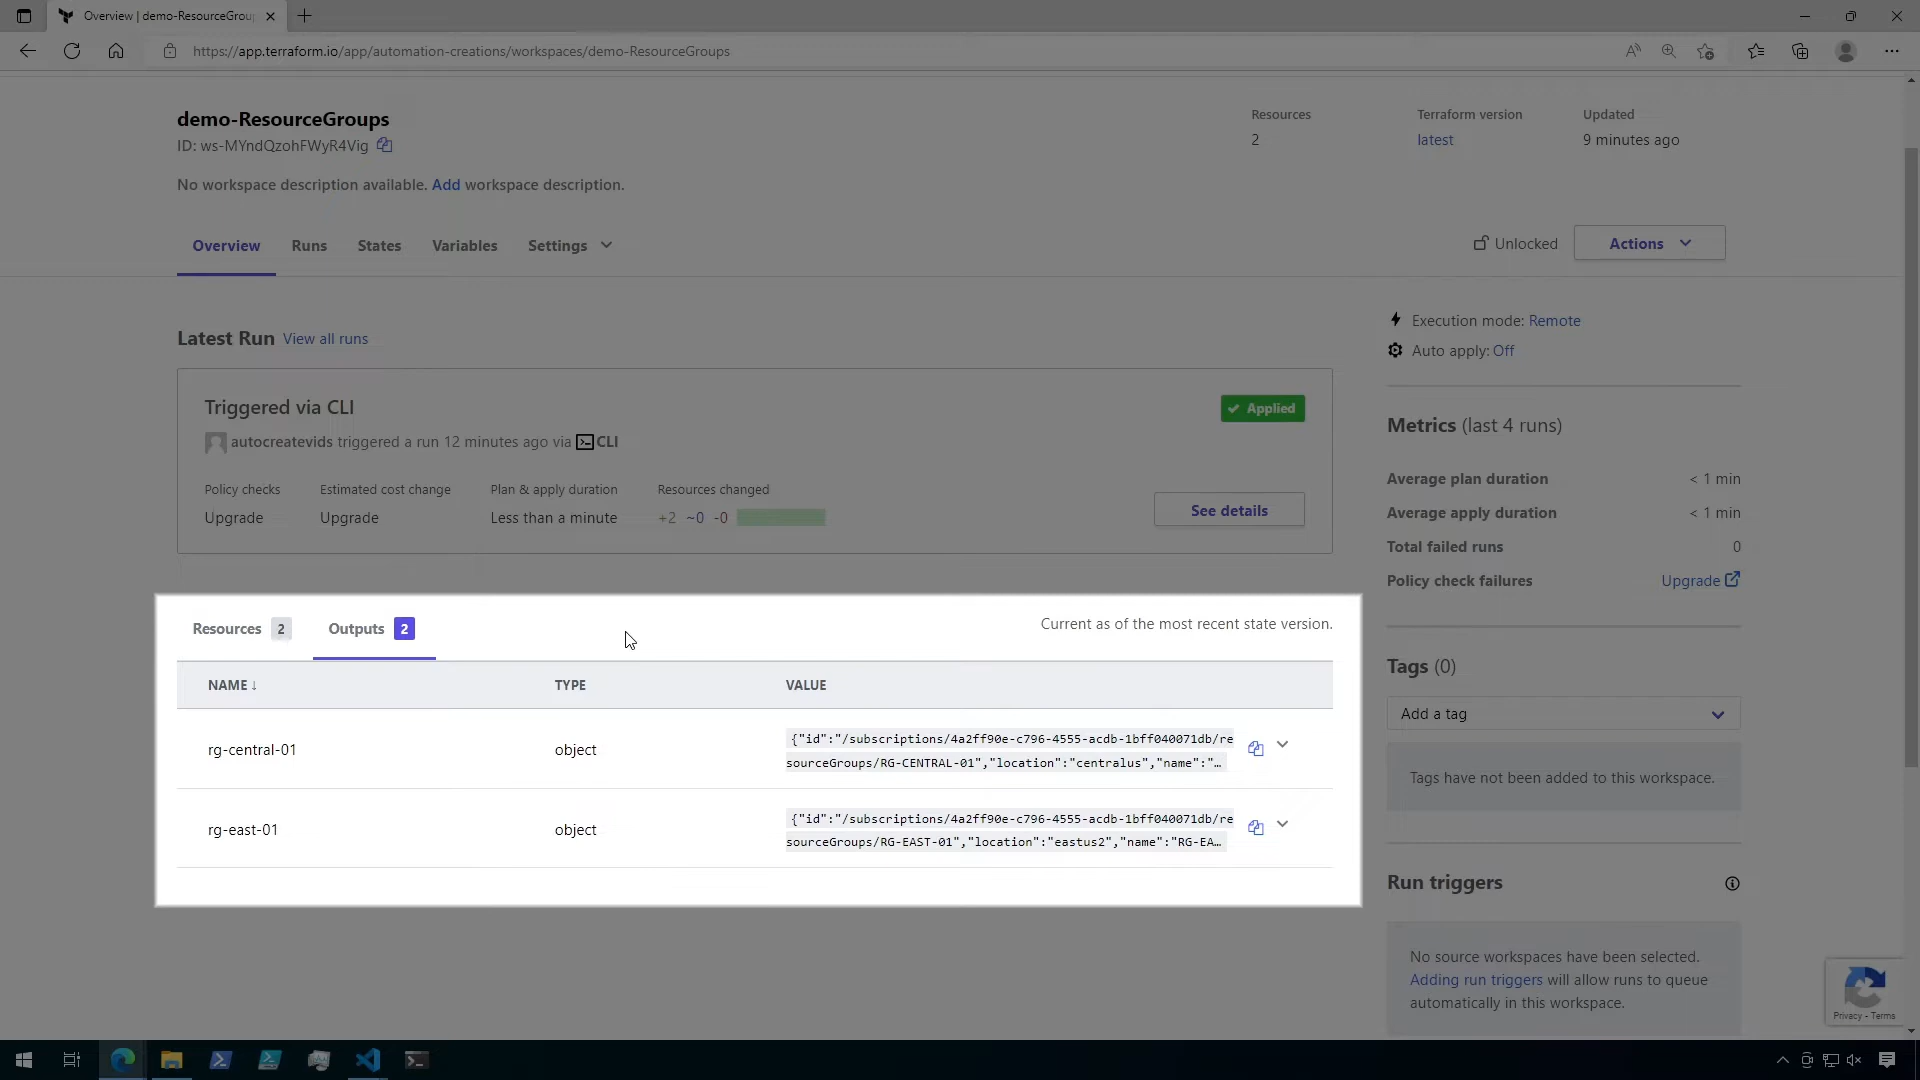 Overview | demo-ResourceGrou
https://app.terraform.io/app/automation-creations/workspaces/demo-ResourceGroups
demo-ResourceGroups
ID: ws-MYndQzohFWyR4Vig
No workspace description available. Add workspace description.
Resources
2
Terraform version
latest
Updated
9 minutes ago
Overview
Runs
States
Variables
Settings
Unlocked
Actions
Latest Run View all runs
Triggered via CLI
Applied
autocreatevids triggered a run 12 minutes ago via CLI
Policy checks
Upgrade
Estimated cost change
Upgrade
Plan & apply duration
Less than a minute
Resources changed
+2 ~0 -0
See details
Execution mode: Remote
Auto apply: Off
Metrics (last 4 runs)
Average plan duration < 1 min
Average apply duration < 1 min
Total failed runs 0
Policy check failures Upgrade
Resources 2
Outputs 2
Current as of the most recent state version.
NAME ↓ TYPE VALUE
rg-central-01 object
{"id":"/subscriptions/4a2ff90e-c796-4555-acdb-1bff040071db/re
sourceGroups/RG-CENTRAL-01","location":"centralus","name":"…
rg-east-01 object
{"id":"/subscriptions/4a2ff90e-c796-4555-acdb-1bff040071db/re
sourceGroups/RG-EAST-01","location":"eastus2","name":"RG-EA…
Tags (0)
Add a tag
Tags have not been added to this workspace.
Run triggers
No source workspaces have been selected.
Adding run triggers will allow runs to queue
automatically in this workspace.
Privacy - Terms